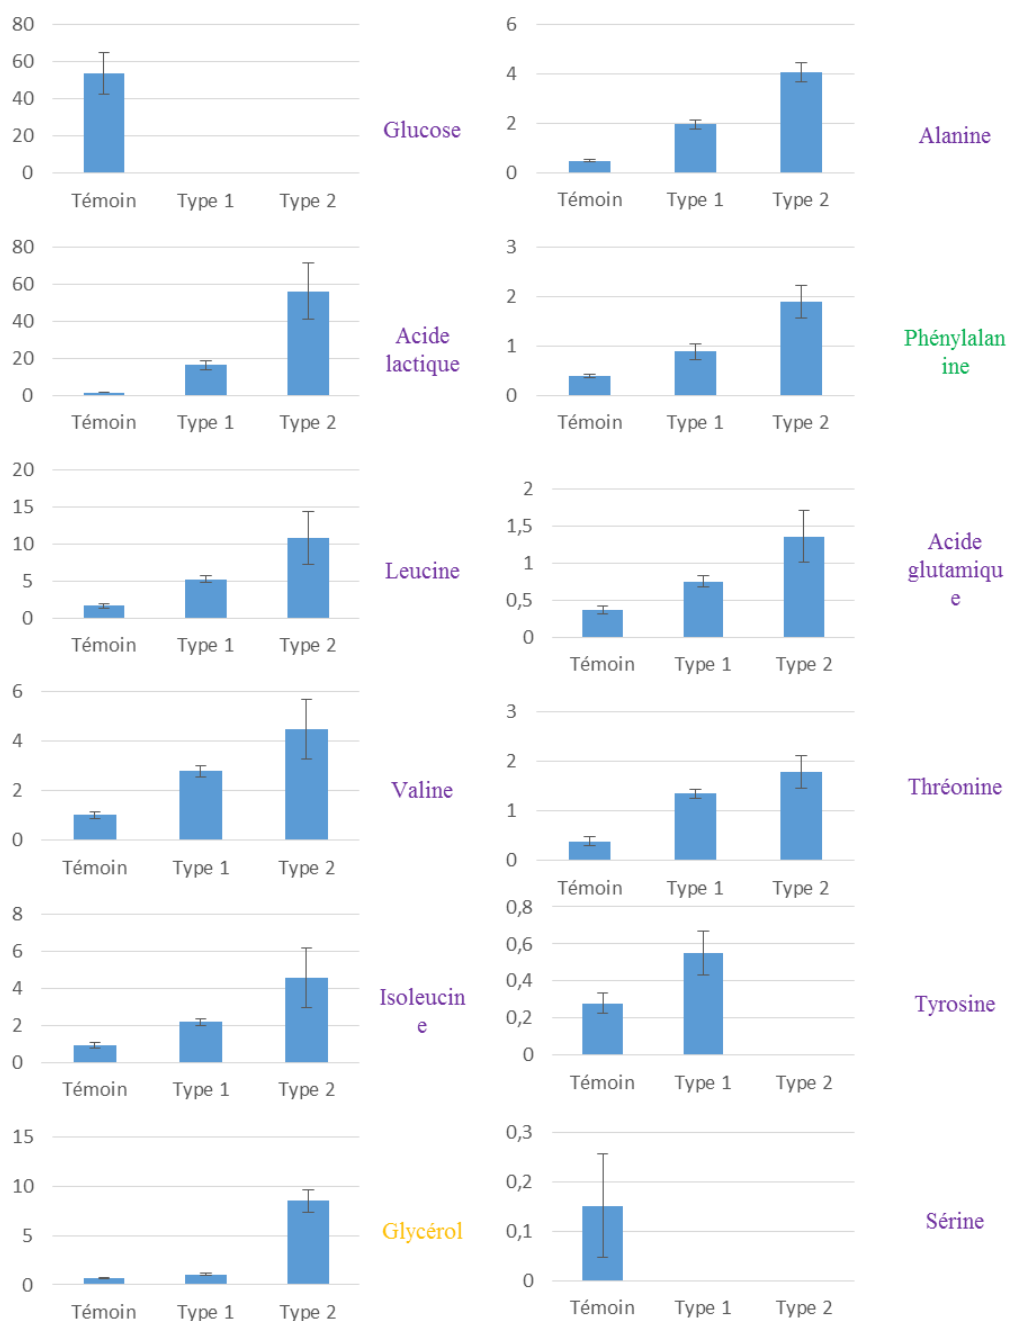 80
60
40
20
0
Témoin Type 1 Type 2
Glucose
6
4
2
0
Témoin Type 1 Type 2
Alanine
80
60
40
20
0
Témoin Type 1 Type 2
Acide
lactique
3
2
1
0
Témoin Type 1 Type 2
Phénylalan
ine
20
15
10
5
0
Témoin Type 1 Type 2
Leucine
2
1,5
1
0,5
0
Témoin Type 1 Type 2
Acide
glutamiqu
e
6
4
2
0
Témoin Type 1 Type 2
Valine
3
2
1
0
Témoin Type 1 Type 2
Thréonine
8
6
4
2
0
Témoin Type 1 Type 2
Isoleucin
e
0,8
0,6
0,4
0,2
0
Témoin Type 1 Type 2
Tyrosine
15
10
5
0
Témoin Type 1 Type 2
Glycérol
0,3
0,2
0,1
0
Témoin Type 1 Type 2
Sérine